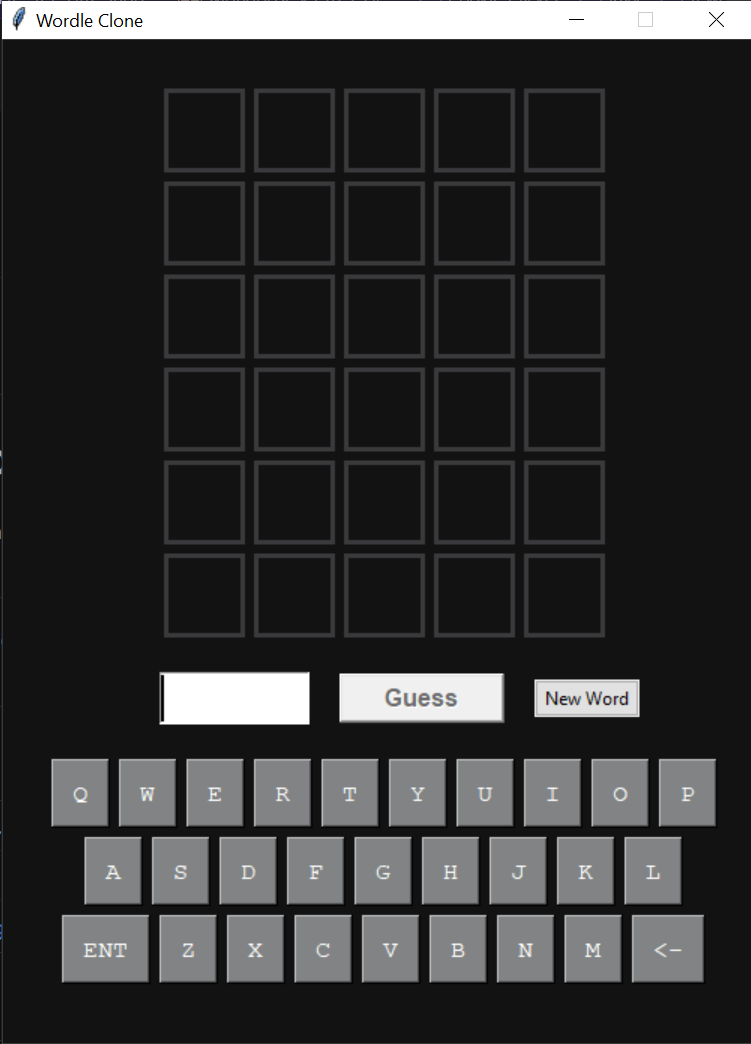 Wordle Clone
Guess New Word
Q W E R T Y U I O P
A S D F G H J K L
ENT Z X C V B N M <-